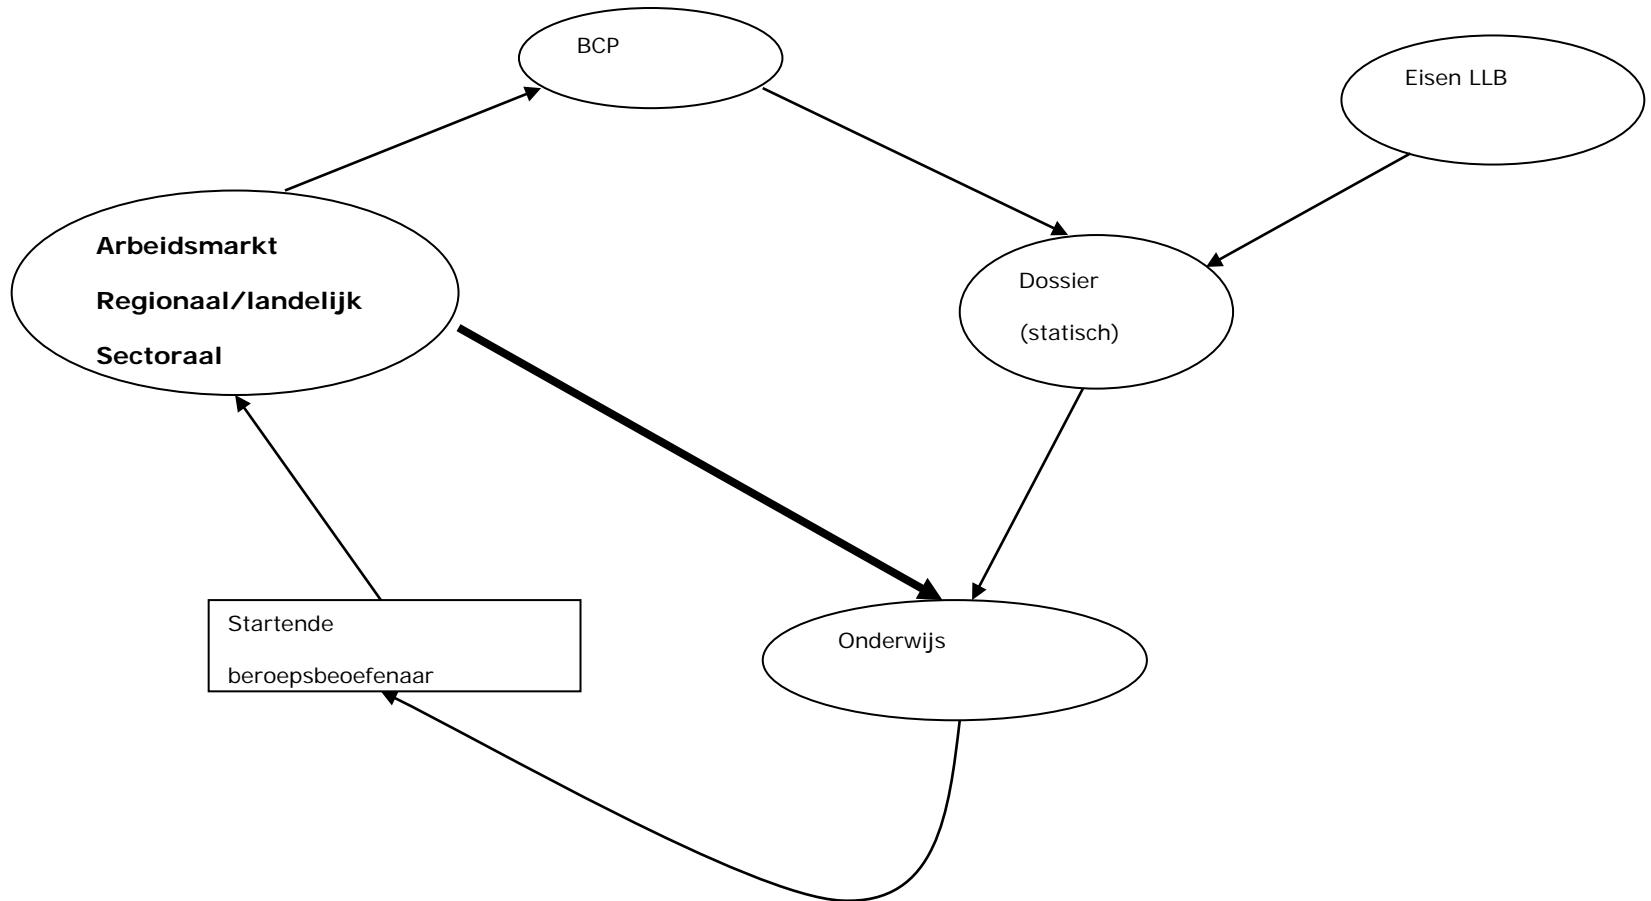 BCP
Eisen LLB
Arbeidsmarkt
Regionaal/landelijk
Sectoraal
Dossier
(statisch)
Startende
beroepsbeoefenaar
Onderwijs